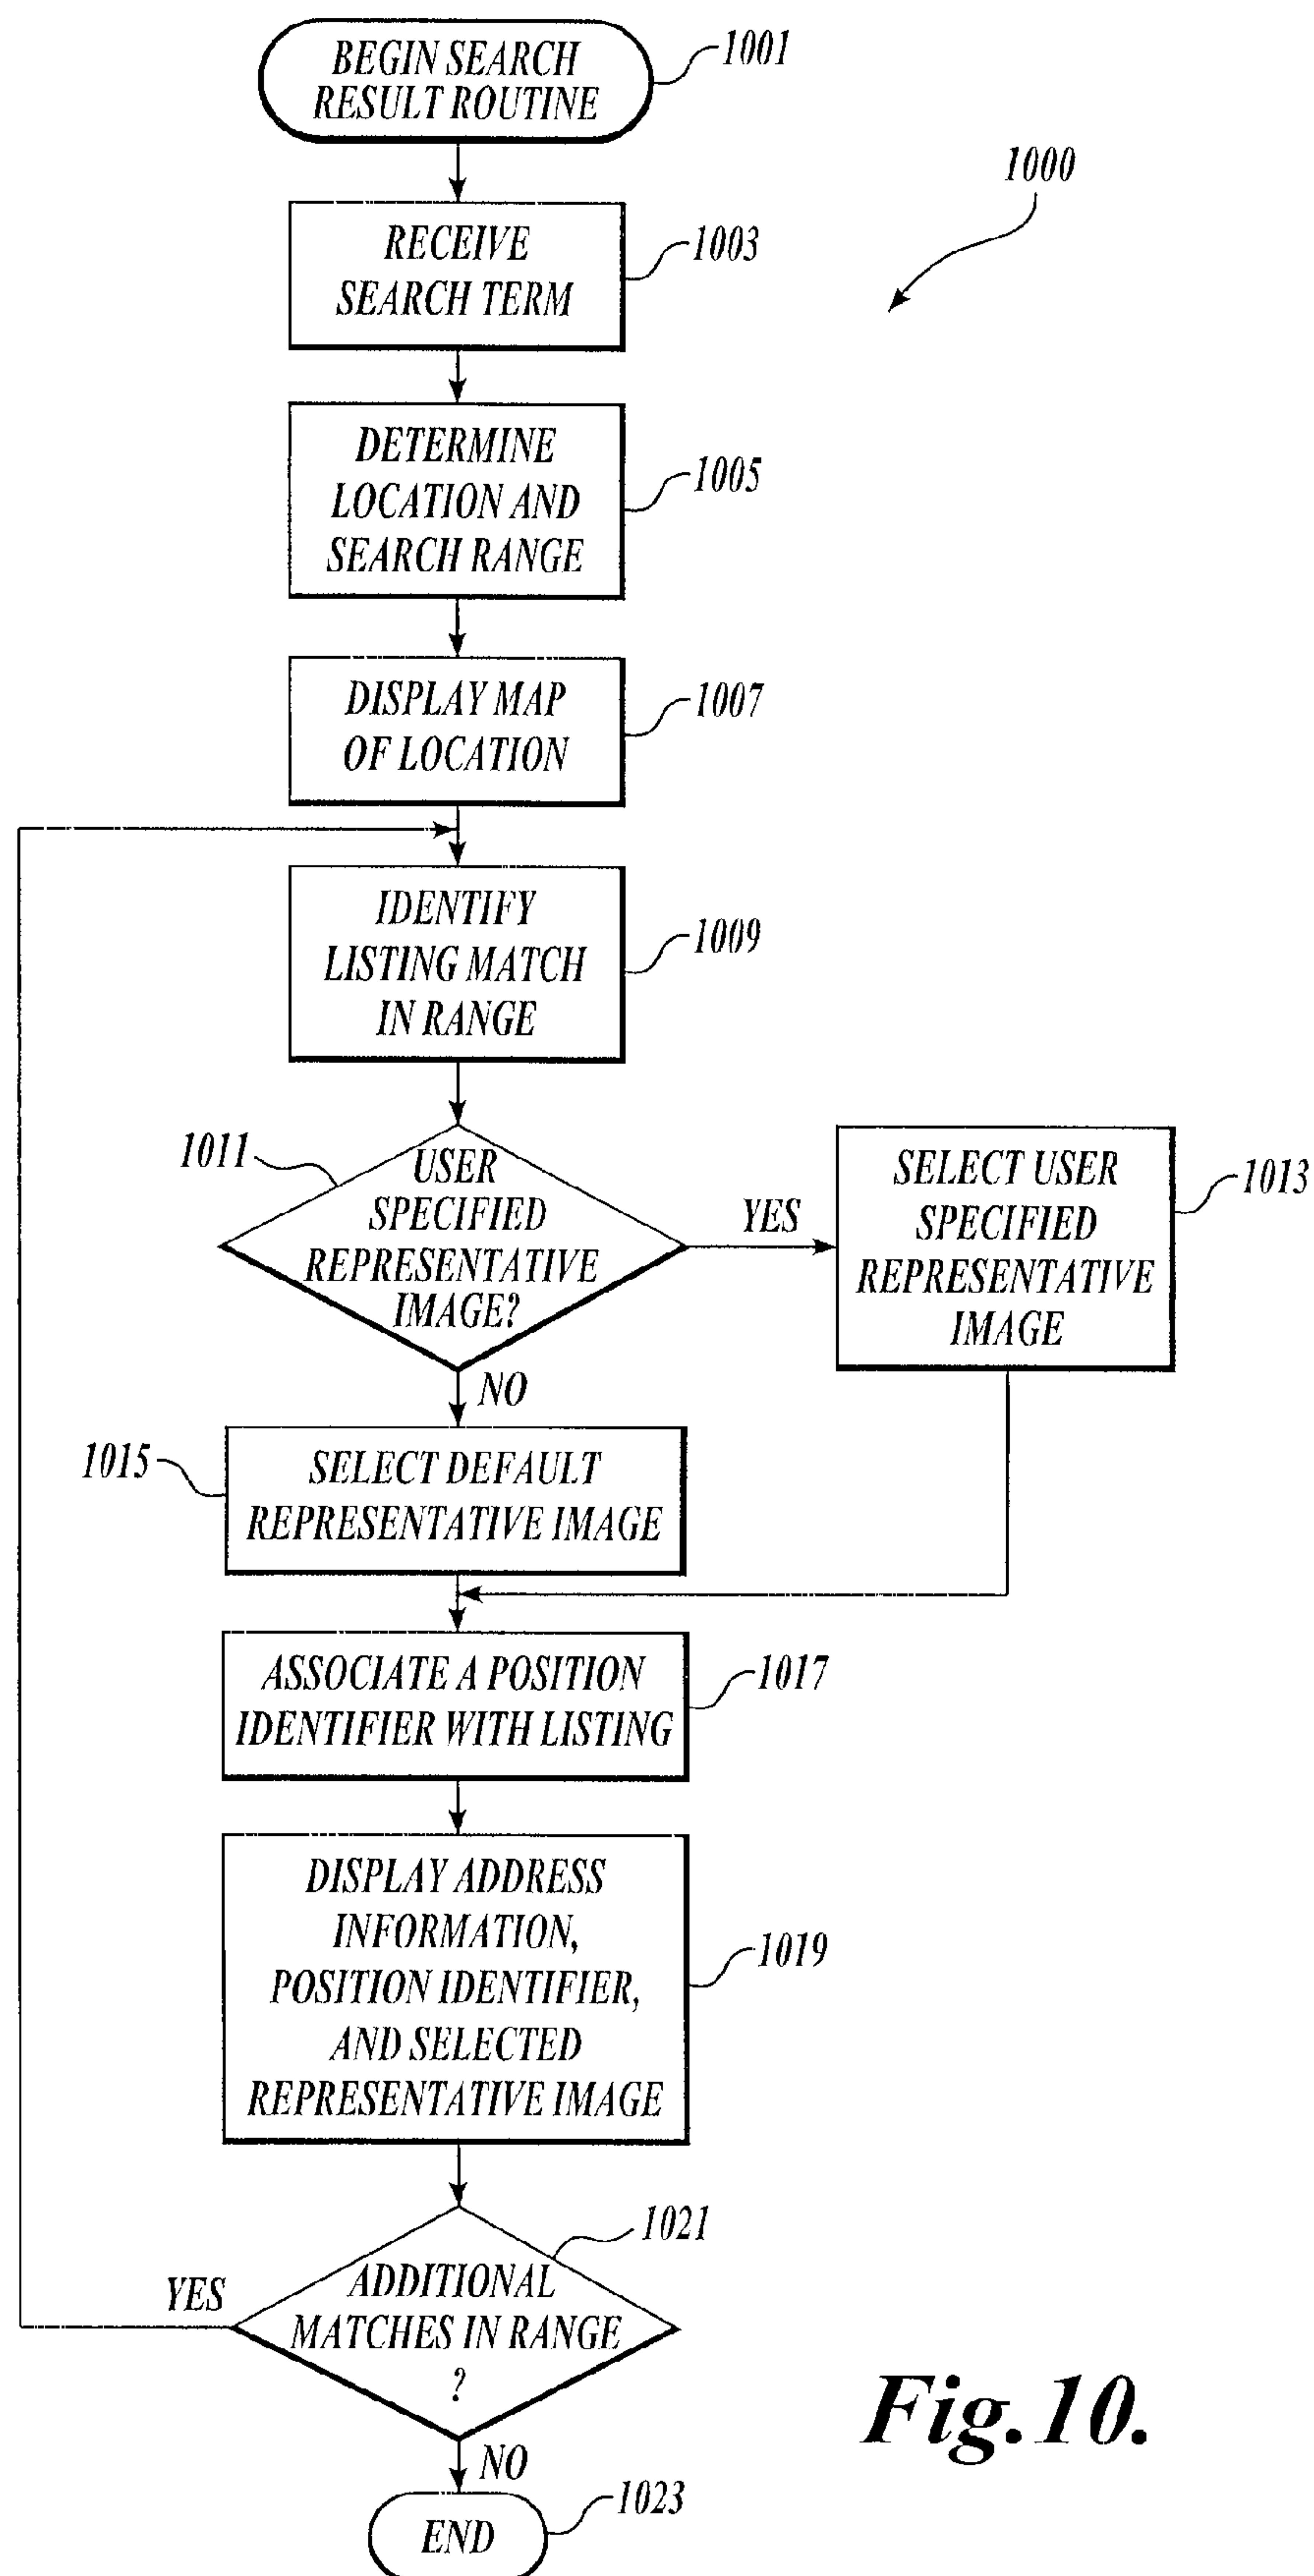 BEGIN SEARCH
RESULT ROUTINE
1001
1000
RECEIVE
SEARCH TERM
1003
DETERMINE
LOCATION AND
SEARCH RANGE
1005
DISPLAY MAP
OF LOCATION
1007
IDENTIFY
LISTING MATCH
IN RANGE
1009
1011
USER
SPECIFIED
REPRESENTATIVE
IMAGE?
YES
SELECT USER
SPECIFIED
REPRESENTATIVE
IMAGE
1013
NO
1015
SELECT DEFAULT
REPRESENTATIVE IMAGE
ASSOCIATE A POSITION
IDENTIFIER WITH LISTING
1017
DISPLAY ADDRESS
INFORMATION,
POSITION IDENTIFIER,
AND SELECTED
REPRESENTATIVE IMAGE
1019
1021
YES
ADDITIONAL
MATCHES IN RANGE
?
NO
END
1023
Fig.10.